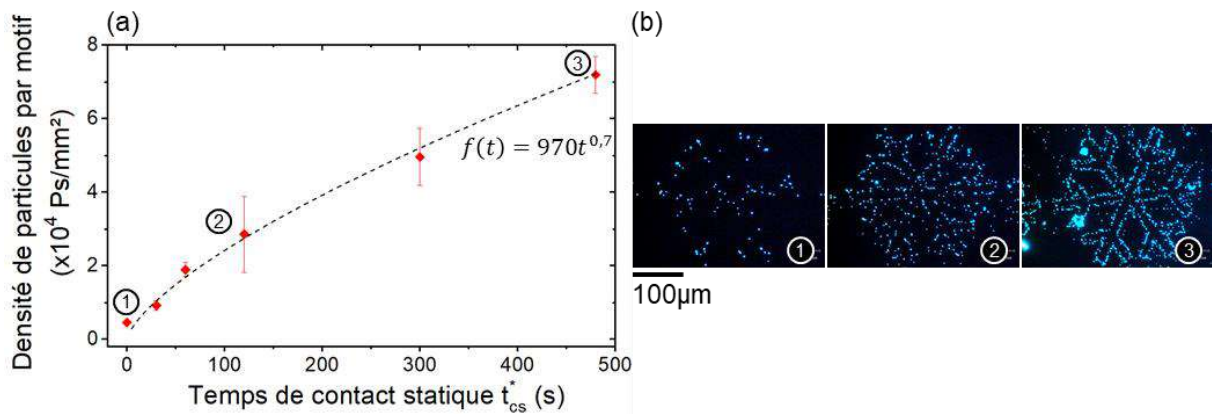 (a)
Densité de particules par motif
(x10⁴ Ps/mm²)
8
6
4
2
0
1
2
3
f(t) = 970t^{0,7}
0
100
200
300
400
500
Temps de contact statique t*cs (s)
(b)
1
2
3
100µm